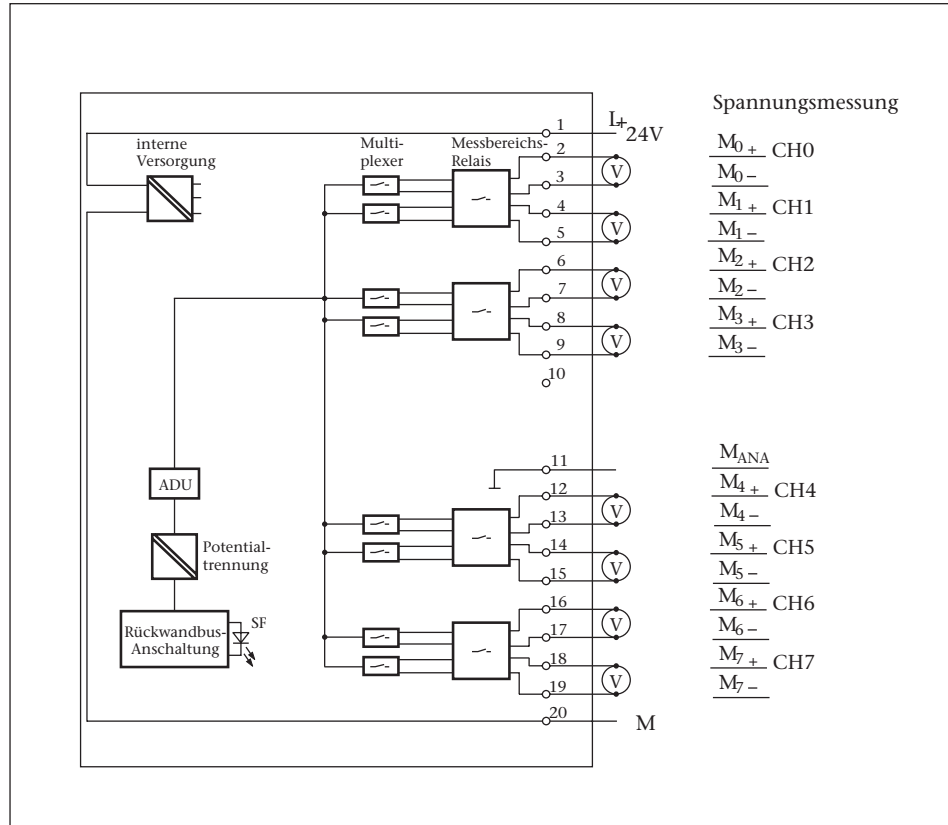 Spannungsmessung
1
L+
24V
interne
Versorgung
Multi-
plexer
Messbereichs-
Relais
2
V
M0 +
CH0
3
M0 –
4
V
M1 +
CH1
5
M1 –
6
V
M2 +
CH2
7
M2 –
8
V
M3 +
CH3
9
M3 –
10
11
MANA
ADU
12
V
M4 +
CH4
13
M4 –
Potential-
trennung
14
V
M5 +
CH5
15
M5 –
16
V
M6 +
CH6
17
M6 –
Rückwandbus-
Anschaltung
SF
18
V
M7 +
CH7
19
M7 –
20
M